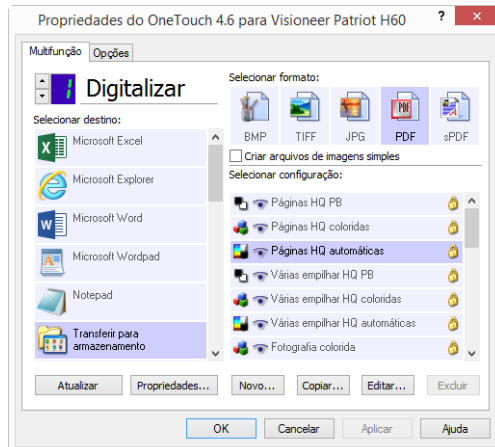 Propriedades do OneTouch 4.6 para Visioneer Patriot H60
Multifunção
Opções
1 Digitalizar
Selecionar destino:
Microsoft Excel
Microsoft Explorer
Microsoft Word
Microsoft Wordpad
Notepad
Transferir para
armazenamento
Selecionar formato:
BMP TIFF JPG PDF sPDF
Criar arquivos de imagens simples
Selecionar configuração:
Páginas HQ PB
Páginas HQ coloridas
Páginas HQ automáticas
Várias empilhar HQ PB
Várias empilhar HQ coloridas
Várias empilhar HQ automáticas
Fotografia colorida
Atualizar Propriedades... Novo... Copiar... Editar... Excluir
OK Cancelar Aplicar Ajuda